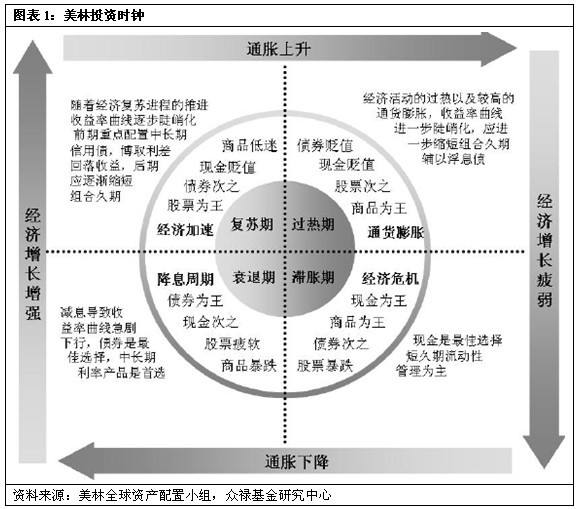 图表1：美林投资时钟
通胀上升
随着经济复苏进程的推进
收益率曲线逐步陡峭化
前期重点配置中长期
信用债，博取利差
回落收益，后期
应逐渐缩短
组合久期
经济活动的过热以及较高的
通货膨胀，收益率曲线
进一步陡峭化，应进
一步缩短组合久期
辅以浮息债
商品低迷
现金贬值
债券次之
股票为王
经济加速
复苏期
债券贬值
现金贬值
股票次之
商品为王
通货膨胀
过热期
经济增长增强
经济增长疲弱
降息周期
衰退期
债券为王
现金次之
股票疲软
商品暴跌
滞胀期
经济危机
现金为王
商品为王
债券次之
股票暴跌
减息导致收
益率曲线急剧
下行，债券是最
佳选择，中长期
利率产品是首选
现金是最佳选择
短久期流动性
管理为主
通胀下降
资料来源：美林全球资产配置小组，众禄基金研究中心